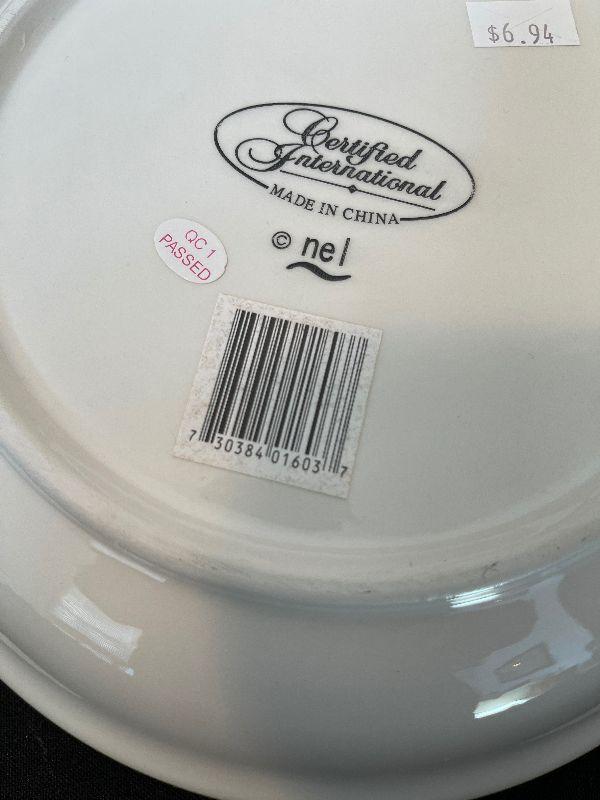 $6.94
Certified
International
MADE IN CHINA
© nel
QC 1
PASSED
7 30384 01603 7